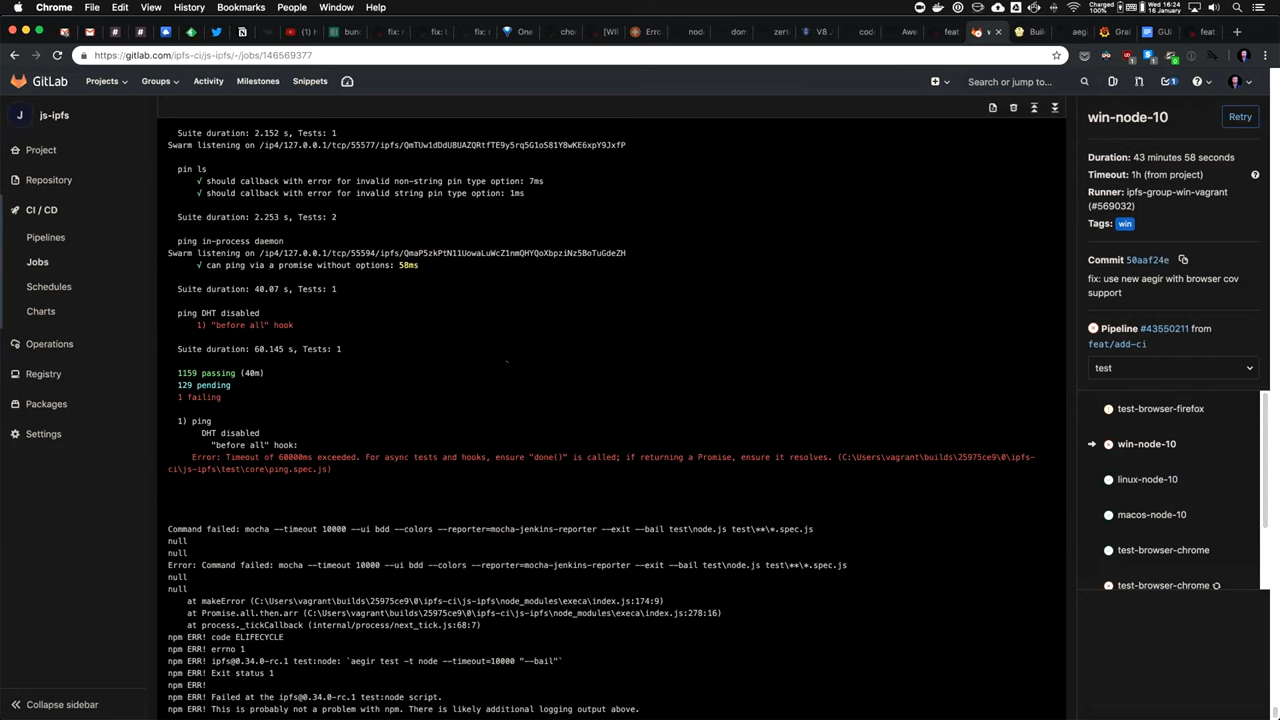 Chrome File Edit View History Bookmarks People Window Help
Charged 100% Wed 16:24 16 January
https://gitlab.com/ipfs-ci/js-ipfs/-/jobs/146569377
GitLab Projects Groups Activity Milestones Snippets Search or jump to...
js-ipfs
Project
Repository
CI / CD
Pipelines
Jobs
Schedules
Charts
Operations
Registry
Packages
Settings
Collapse sidebar
Suite duration: 2.152 s, Tests: 1
Swarm listening on /ip4/127.0.0.1/tcp/55577/ipfs/QmTUw1dDdU8UAZQRtfTE9y5rq5G1oS81Y8wKE6xpY9JxfP
pin ls
√ should callback with error for invalid non-string pin type option: 7ms
√ should callback with error for invalid string pin type option: 1ms
Suite duration: 2.253 s, Tests: 2
ping in-process daemon
Swarm listening on /ip4/127.0.0.1/tcp/55594/ipfs/QmaP5zkPtN11UowaLuWcZ1nmQHYQoXbpziNz5BoTuGdeZH
√ can ping via a promise without options: 58ms
Suite duration: 40.07 s, Tests: 1
ping DHT disabled
1) "before all" hook
Suite duration: 60.145 s, Tests: 1
1159 passing (40m)
129 pending
1 failing
1) ping
DHT disabled
"before all" hook:
Error: Timeout of 60000ms exceeded. For async tests and hooks, ensure "done()" is called; if returning a Promise, ensure it resolves. (C:\Users\vagrant\builds\25975ce9\0\ipfs-
ci\js-ipfs\test\core\ping.spec.js)
Command failed: mocha --timeout 10000 --ui bdd --colors --reporter=mocha-jenkins-reporter --exit --bail test\node.js test\**\*.spec.js
null
null
Error: Command failed: mocha --timeout 10000 --ui bdd --colors --reporter=mocha-jenkins-reporter --exit --bail test\node.js test\**\*.spec.js
null
null
at makeError (C:\Users\vagrant\builds\25975ce9\0\ipfs-ci\js-ipfs\node_modules\execa\index.js:174:9)
at Promise.all.then.arr (C:\Users\vagrant\builds\25975ce9\0\ipfs-ci\js-ipfs\node_modules\execa\index.js:278:16)
at process._tickCallback (internal/process/next_tick.js:68:7)
npm ERR! code ELIFECYCLE
npm ERR! errno 1
npm ERR! ipfs@0.34.0-rc.1 test:node: `aegir test -t node --timeout=10000 "--bail"`
npm ERR! Exit status 1
npm ERR!
npm ERR! Failed at the ipfs@0.34.0-rc.1 test:node script.
npm ERR! This is probably not a problem with npm. There is likely additional logging output above.
win-node-10
Retry
Duration: 43 minutes 58 seconds
Timeout: 1h (from project)
Runner: ipfs-group-win-vagrant
(#569032)
Tags: win
Commit 50aaf24e
fix: use new aegir with browser cov
support
Pipeline #43550211 from
feat/add-ci
test
test-browser-firefox
win-node-10
linux-node-10
macos-node-10
test-browser-chrome
test-browser-chrome